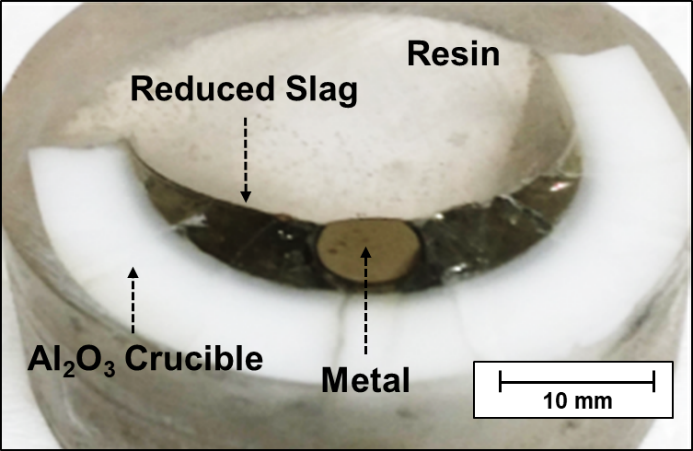 Resin
Reduced Slag
Al₂O₃ Crucible
Metal
10 mm